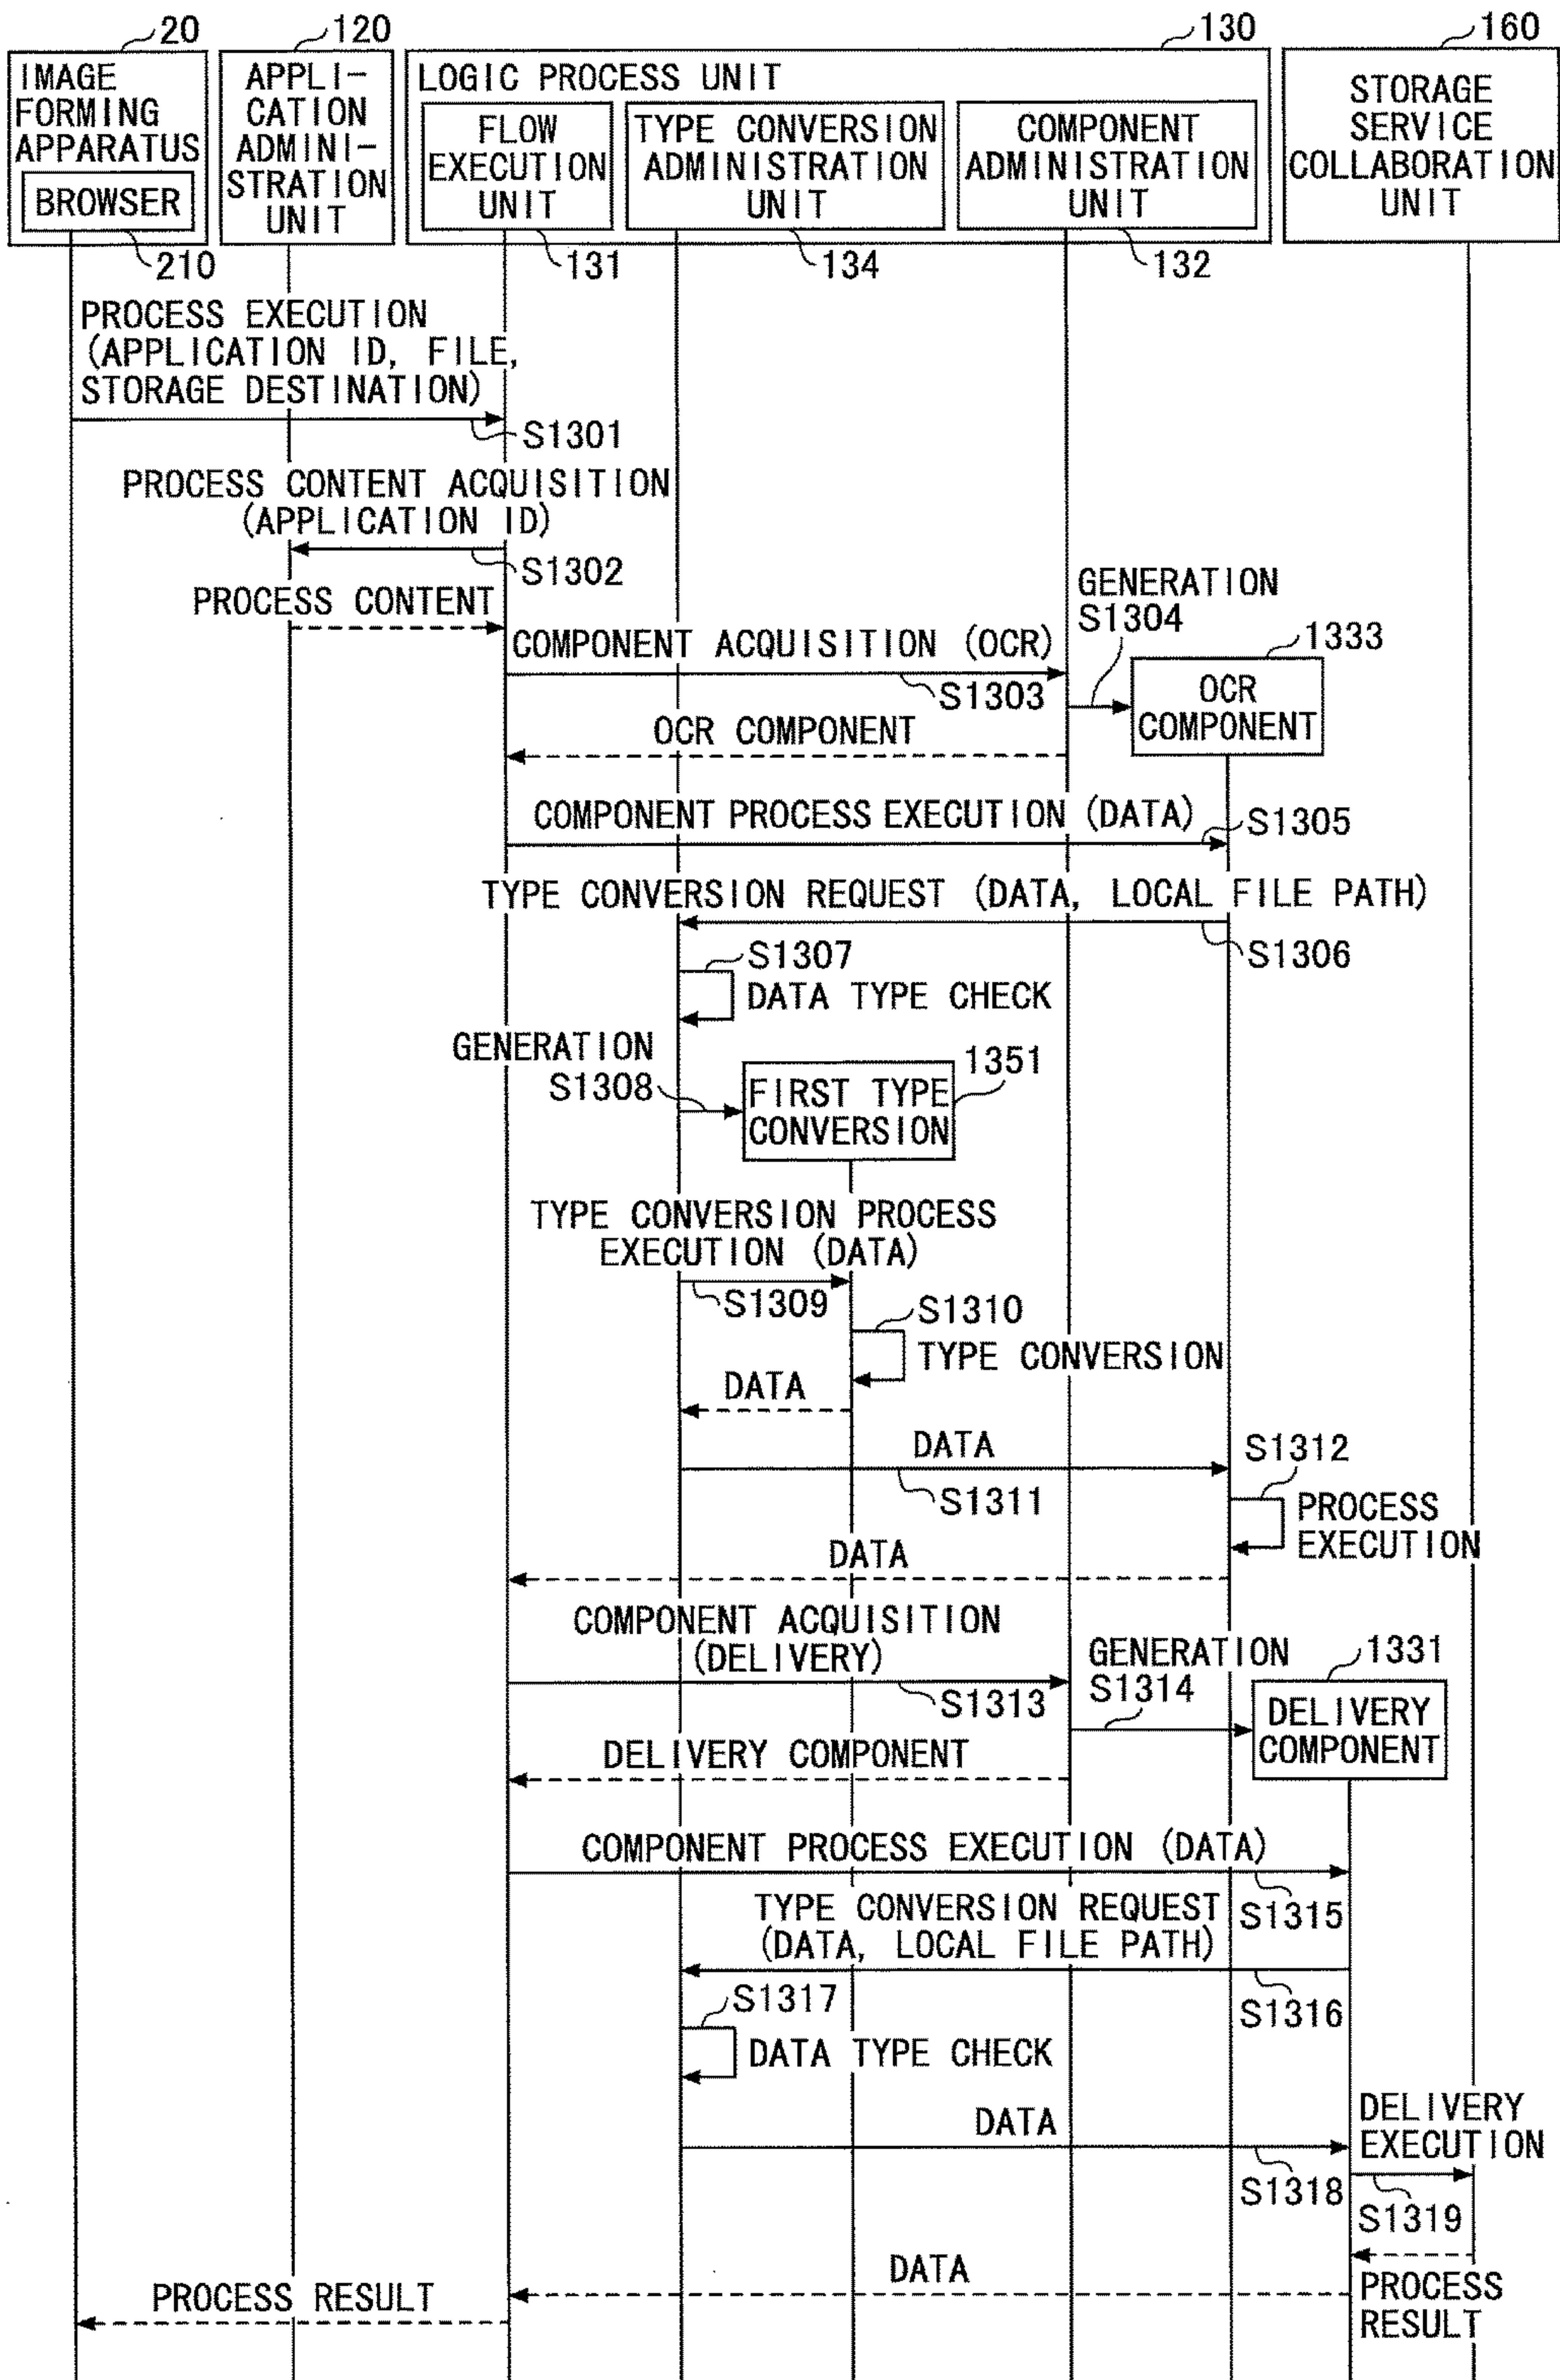 20
120
130
160
IMAGE
FORMING
APPARATUS
BROWSER
210
APPLI-
CATION
ADMINI-
STRATION
UNIT
LOGIC PROCESS UNIT
FLOW
EXECUTION
UNIT
131
TYPE CONVERSION
ADMINISTRATION
UNIT
134
COMPONENT
ADMINISTRATION
UNIT
132
STORAGE
SERVICE
COLLABORATION
UNIT
PROCESS EXECUTION
(APPLICATION ID, FILE,
STORAGE DESTINATION)
S1301
PROCESS CONTENT ACQUISITION
(APPLICATION ID)
S1302
PROCESS CONTENT
COMPONENT ACQUISITION (OCR)
S1303
GENERATION
S1304
1333
OCR
COMPONENT
OCR COMPONENT
COMPONENT PROCESS EXECUTION (DATA)
S1305
TYPE CONVERSION REQUEST (DATA, LOCAL FILE PATH)
S1306
S1307
DATA TYPE CHECK
GENERATION
S1308
1351
FIRST TYPE
CONVERSION
TYPE CONVERSION PROCESS
EXECUTION (DATA)
S1309
S1310
TYPE CONVERSION
DATA
DATA
S1311
S1312
PROCESS
EXECUTION
DATA
COMPONENT ACQUISITION
(DELIVERY)
S1313
GENERATION
S1314
1331
DELIVERY
COMPONENT
DELIVERY COMPONENT
COMPONENT PROCESS EXECUTION (DATA)
S1315
TYPE CONVERSION REQUEST
(DATA, LOCAL FILE PATH)
S1316
S1317
DATA TYPE CHECK
DATA
S1318
DELIVERY
EXECUTION
S1319
DATA
PROCESS
RESULT
PROCESS RESULT